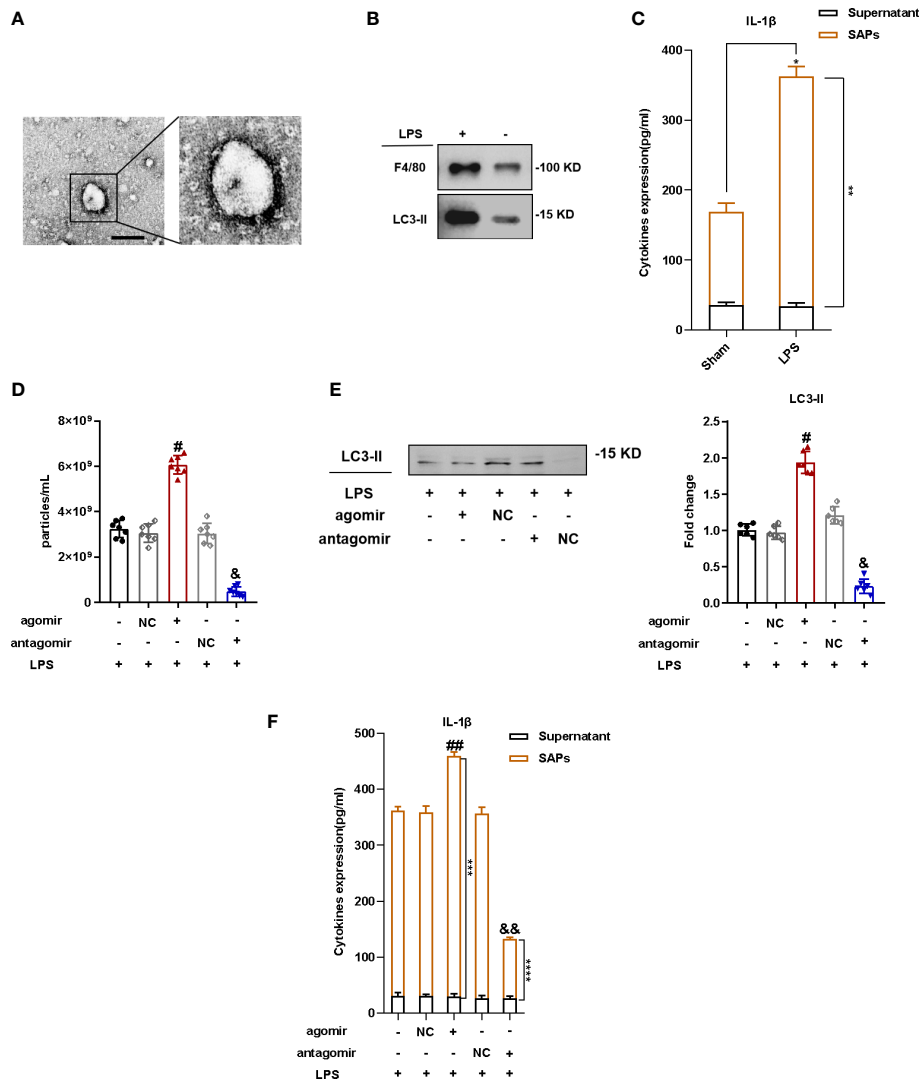 A
B
LPS + -
F4/80 -100 KD
LC3-II -15 KD
C
IL-1β
Supernatant
SAPs
Cytokines expression(pg/ml)
400
300
200
100
0
*
**
Sham LPS
D
particles/mL
8×10⁹
6×10⁹
4×10⁹
2×10⁹
0
#
&
agomir - NC + - -
antagomir - - - NC +
LPS + + + + +
E
LC3-II -15 KD
LPS + + + + +
agomir - + NC - -
antagomir - - - + NC
LC3-II
Fold change
2.5
2.0
1.5
1.0
0.5
0.0
#
&
agomir - NC + - -
antagomir - - - NC +
LPS + + + + +
F
IL-1β
Supernatant
SAPs
Cytokines expression(pg/ml)
500
400
300
200
100
0
##
***
&&
****
agomir - NC + - -
antagomir - - - NC +
LPS + + + + +